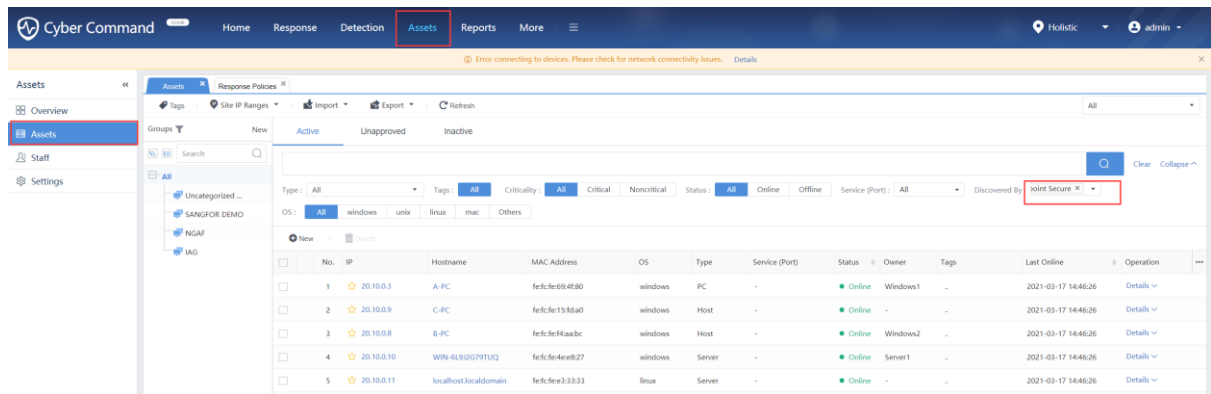 Cyber Command Home Response Detection Assets Reports More Holistic admin
Error connecting to devices. Please check for network connectivity issues. Details
Assets « Assets × Response Policies ×
Overview Tags Site IP Ranges Import Export Refresh All
Assets Groups New Active Unapproved Inactive
Staff Search Clear Collapse
Settings All Type : All Tags : All Criticality : All Critical Noncritical Status : All Online Offline Service (Port) : All Discovered By point Secure ×
Uncategorized ...
SANGFOR DEMO OS : All windows unix linux mac Others
NGAF
IAG New Delete
No. IP Hostname MAC Address OS Type Service (Port) Status Owner Tags Last Online Operation
1 20.10.0.3 A-PC fe:fc:fe:69:4f:80 windows PC - Online Windows1 - 2021-03-17 14:46:26 Details
2 20.10.0.9 C-PC fe:fc:fe:15:fd:a0 windows Host - Online - - 2021-03-17 14:46:26 Details
3 20.10.0.8 B-PC fe:fc:fe:f4:aa:bc windows Host - Online Windows2 - 2021-03-17 14:46:26 Details
4 20.10.0.10 WIN-6L9J2G79TUQ fe:fc:fe:4e:e8:27 windows Server - Online Server1 - 2021-03-17 14:46:26 Details
5 20.10.0.11 localhost.localdomain fe:fc:fe:e3:33:33 linux Server - Online - - 2021-03-17 14:46:26 Details